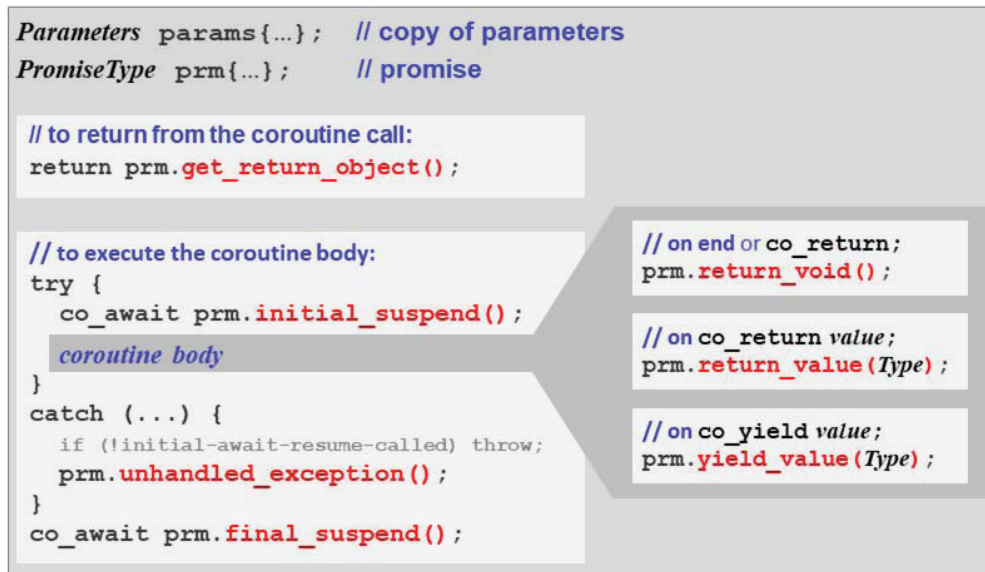 Parameters params{…}; // copy of parameters
PromiseType prm{…}; // promise
// to return from the coroutine call:
return prm.get_return_object();
// to execute the coroutine body:
try {
co_await prm.initial_suspend();
coroutine body
}
catch (...) {
if (!initial-await-resume-called) throw;
prm.unhandled_exception();
}
co_await prm.final_suspend();
// on end or co_return;
prm.return_void();
// on co_return value;
prm.return_value(Type);
// on co_yield value;
prm.yield_value(Type);